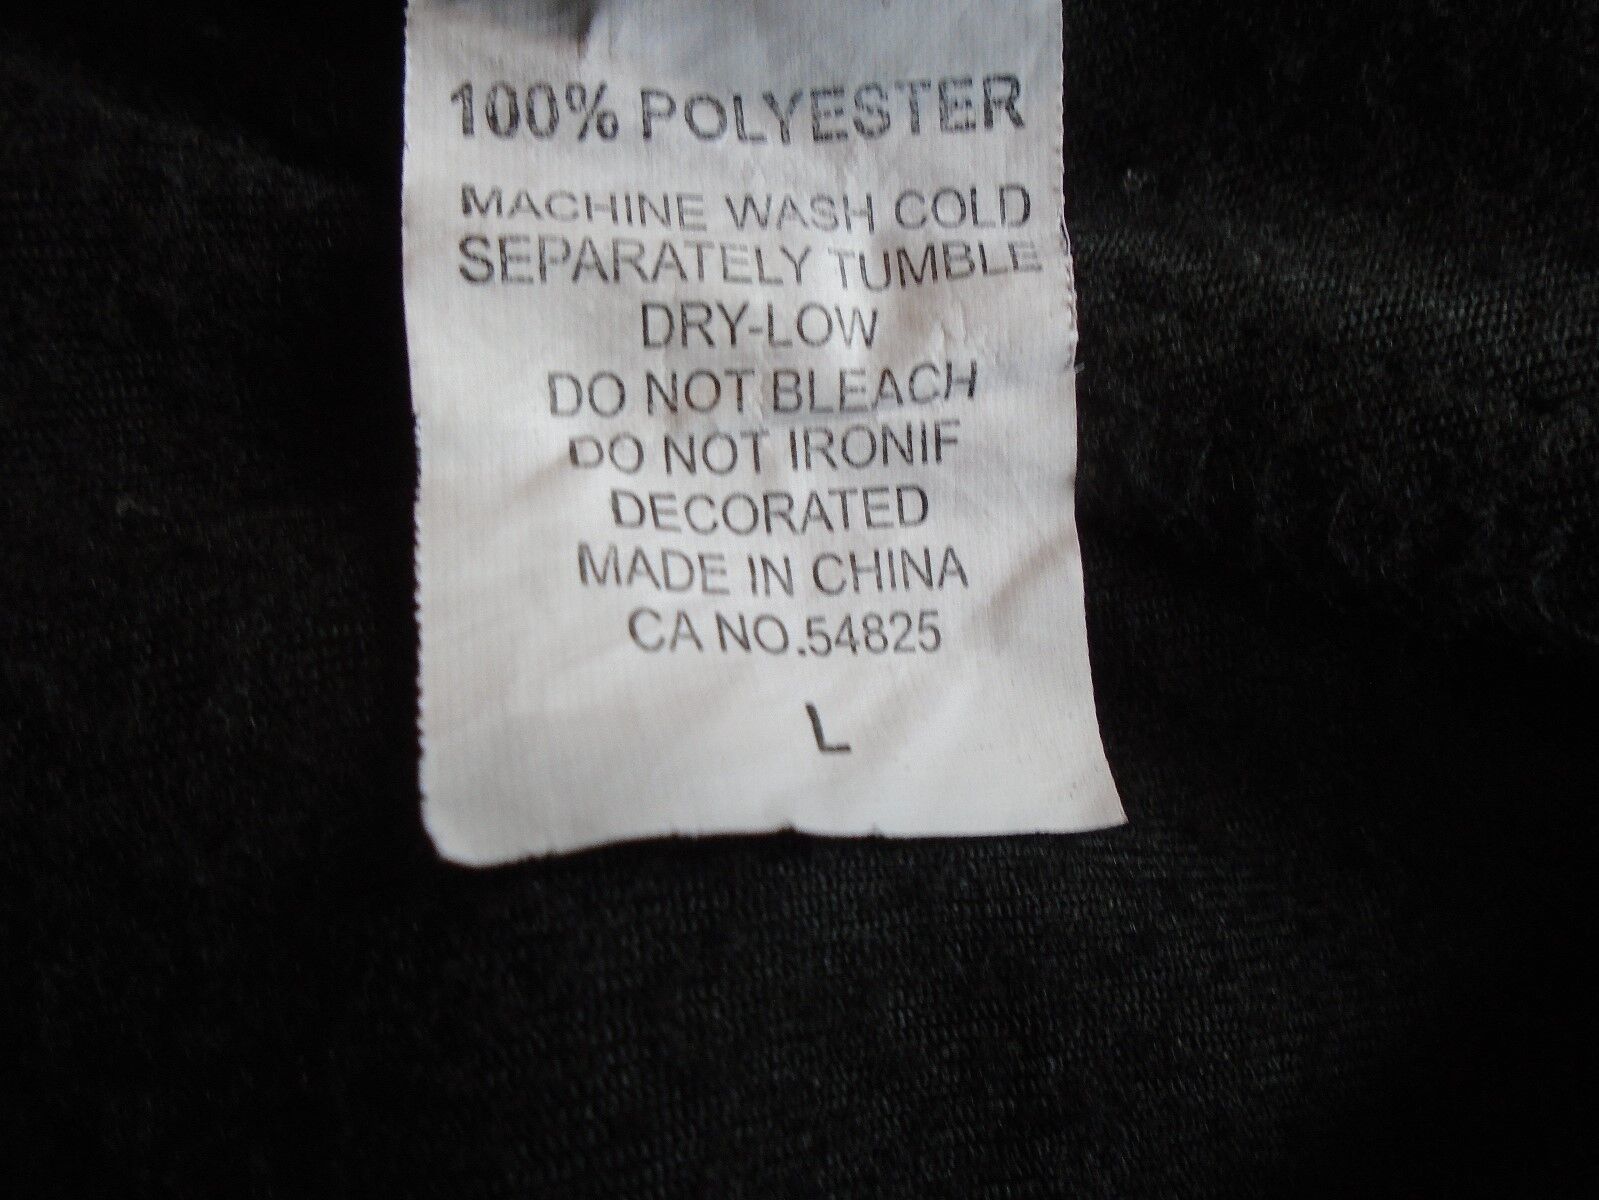 100% POLYESTER
MACHINE WASH COLD
SEPARATELY TUMBLE
DRY-LOW
DO NOT BLEACH
DO NOT IRONIF
DECORATED
MADE IN CHINA
CA NO.54825
L